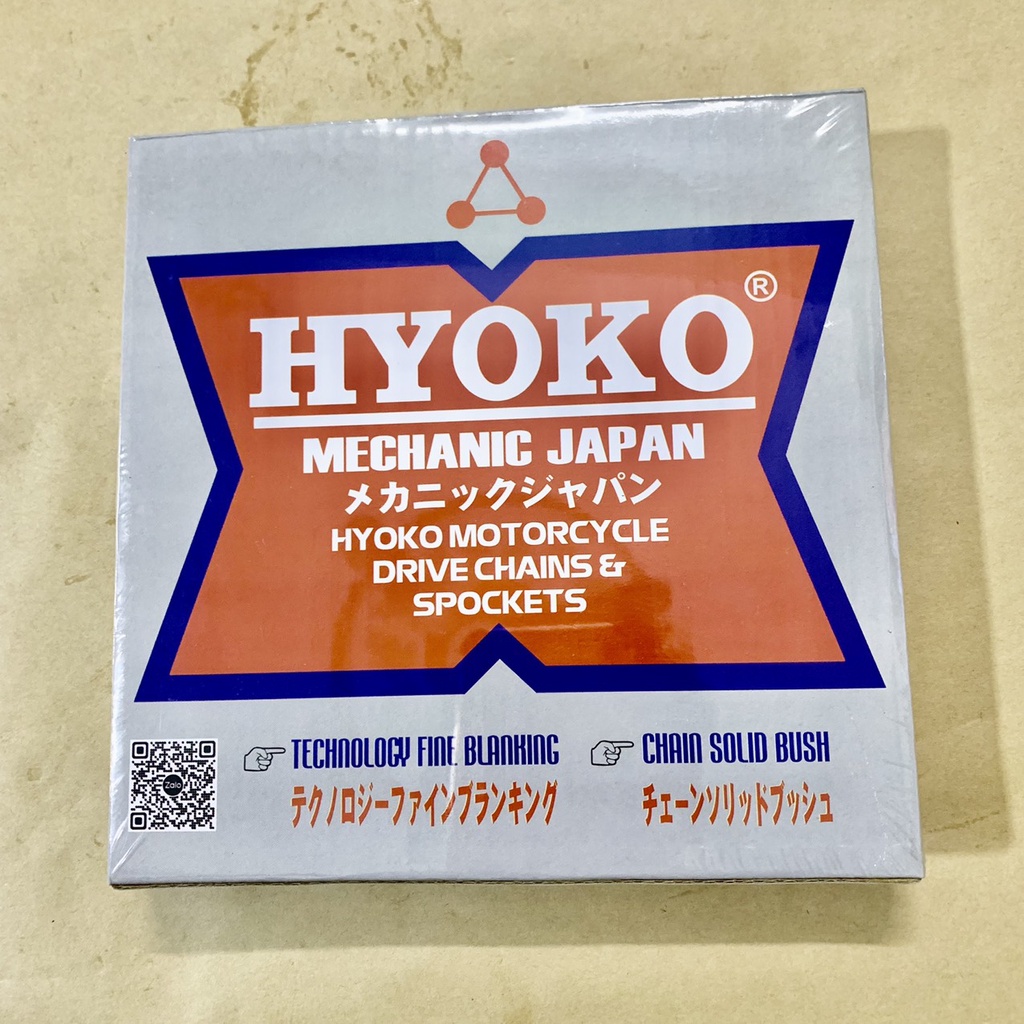 HYOKO®
MECHANIC JAPAN
メカニックジャパン
HYOKO MOTORCYCLE
DRIVE CHAINS &
SPOCKETS
TECHNOLOGY FINE BLANKING
テクノロジーファインブランキング
CHAIN SOLID BUSH
チェーンソリッドブッシュ
Zalo